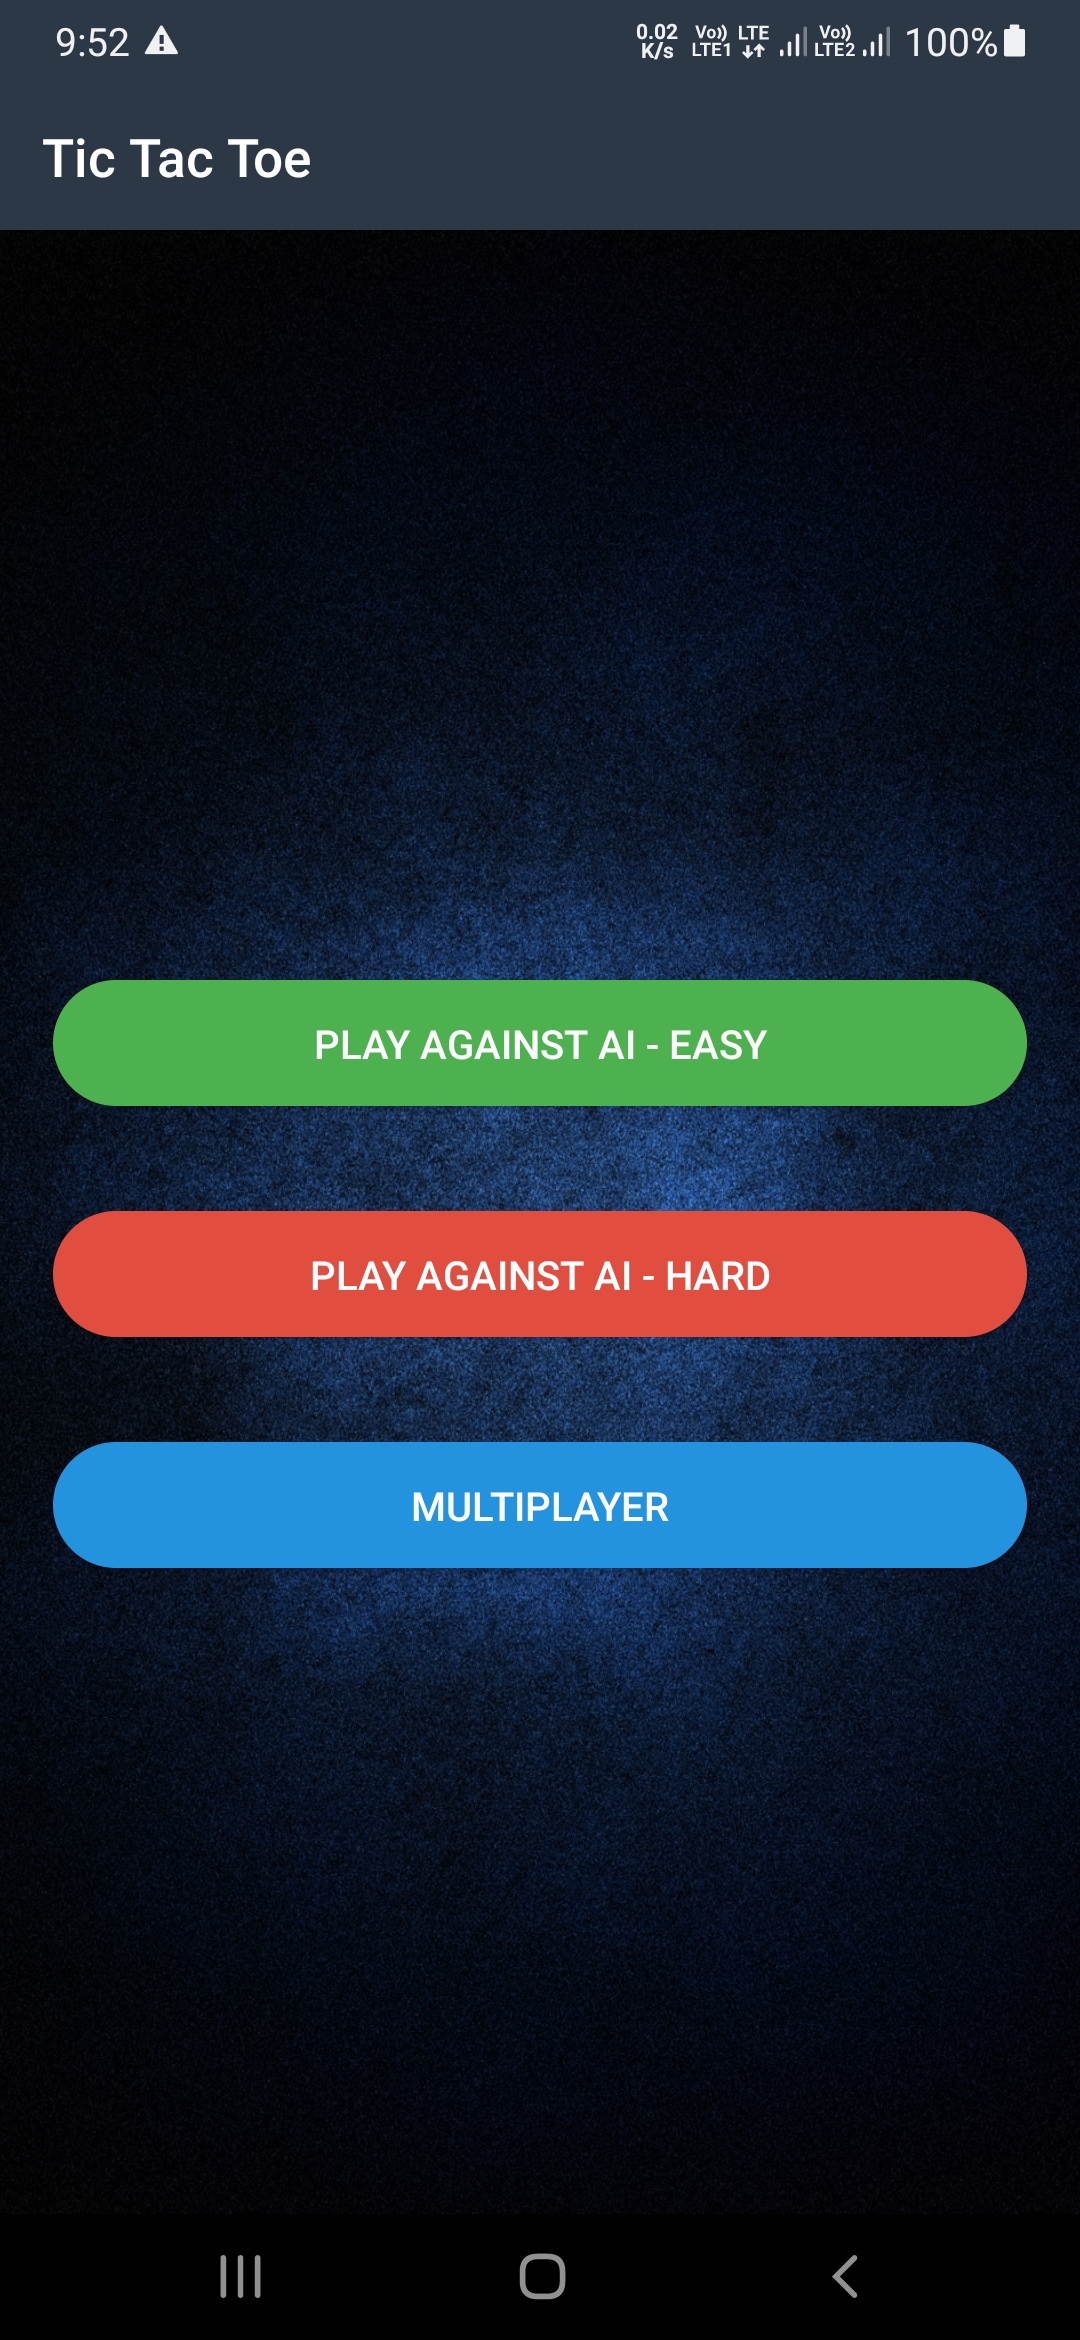 9:52
0.02 K/s Vo)) LTE1 LTE Vo)) LTE2 100%
Tic Tac Toe
PLAY AGAINST AI - EASY
PLAY AGAINST AI - HARD
MULTIPLAYER